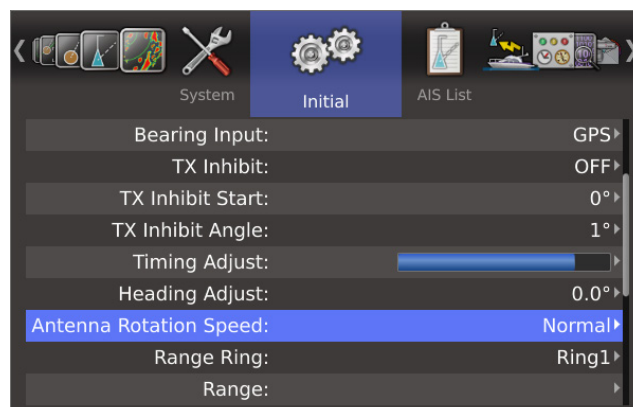 System
Initial
AIS List
Bearing Input: GPS
TX Inhibit: OFF
TX Inhibit Start: 0°
TX Inhibit Angle: 1°
Timing Adjust:
Heading Adjust: 0.0°
Antenna Rotation Speed: Normal
Range Ring: Ring1
Range: